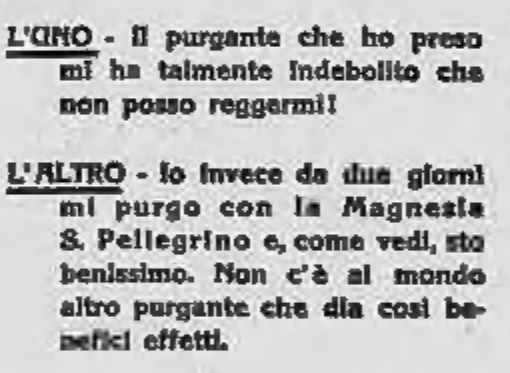 L'UNO - Il purgante che ho preso
mi ha talmente indebolito che
non posso reggermi!
L'ALTRO - Io invece da due giorni
mi purgo con la Magnesia
S. Pellegrino e, come vedi, sto
benissimo. Non c'è al mondo
altro purgante che dia così be-
nefici effetti.